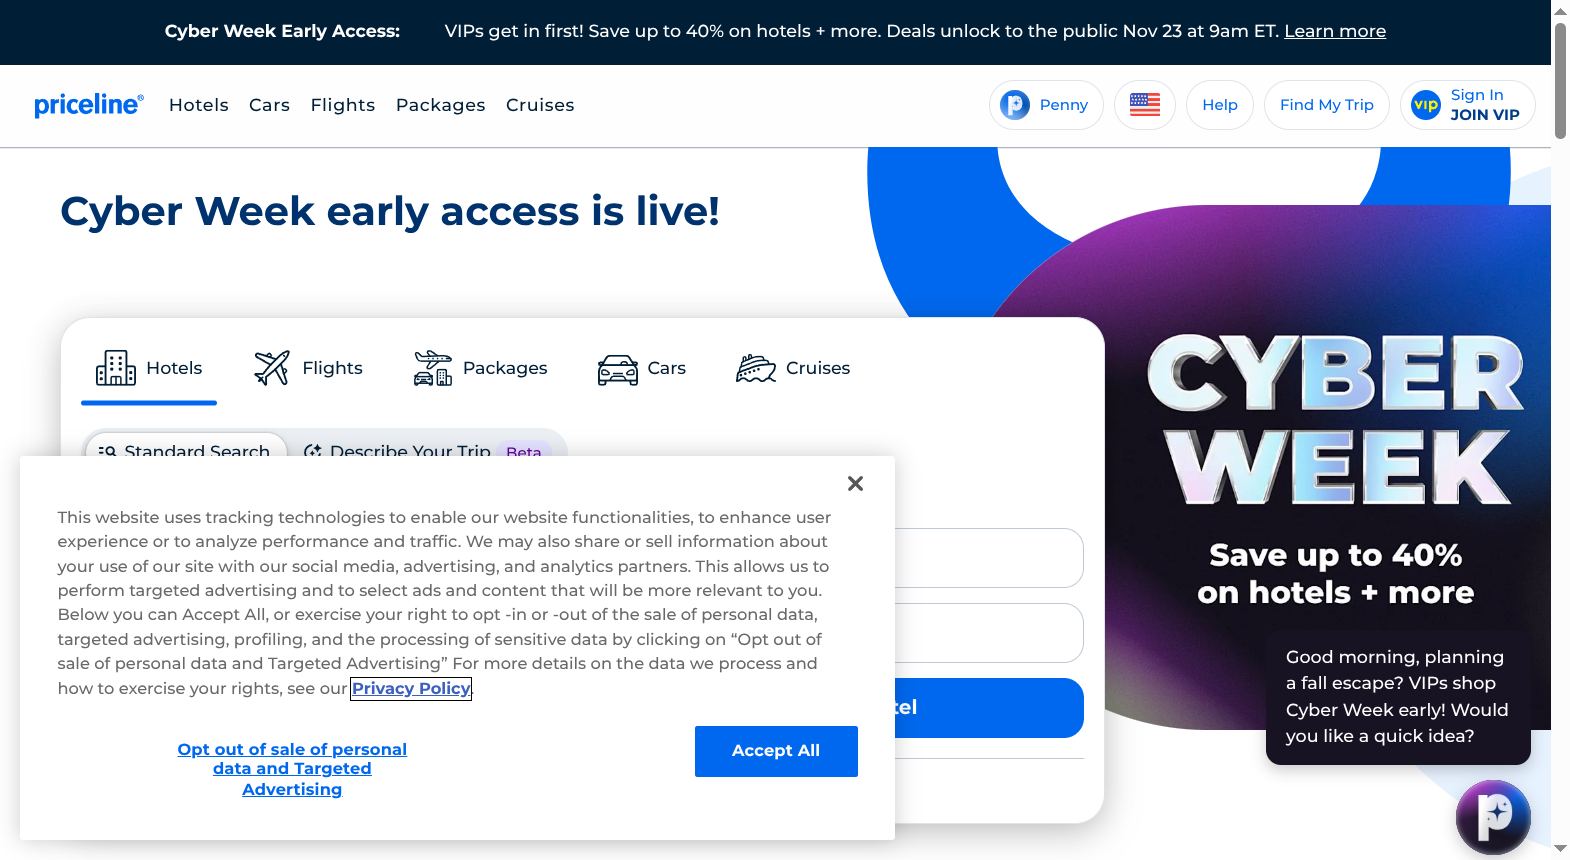 Cyber Week Early Access: VIPs get in first! Save up to 40% on hotels + more. Deals unlock to the public Nov 23 at 9am ET. Learn more
priceline® Hotels Cars Flights Packages Cruises
Penny
Help
Find My Trip
VIP
Sign In
JOIN VIP
Cyber Week early access is live!
Hotels Flights Packages Cars Cruises
Standard Search Describe Your Trip Beta
This website uses tracking technologies to enable our website functionalities, to enhance user
experience or to analyze performance and traffic. We may also share or sell information about
your use of our site with our social media, advertising, and analytics partners. This allows us to
perform targeted advertising and to select ads and content that will be more relevant to you.
Below you can Accept All, or exercise your right to opt -in or -out of the sale of personal data,
targeted advertising, profiling, and the processing of sensitive data by clicking on “Opt out of
sale of personal data and Targeted Advertising” For more details on the data we process and
how to exercise your rights, see our Privacy Policy.
Opt out of sale of personal
data and Targeted
Advertising
Accept All
CYBER
WEEK
Save up to 40%
on hotels + more
Good morning, planning
a fall escape? VIPs shop
Cyber Week early! Would
you like a quick idea?